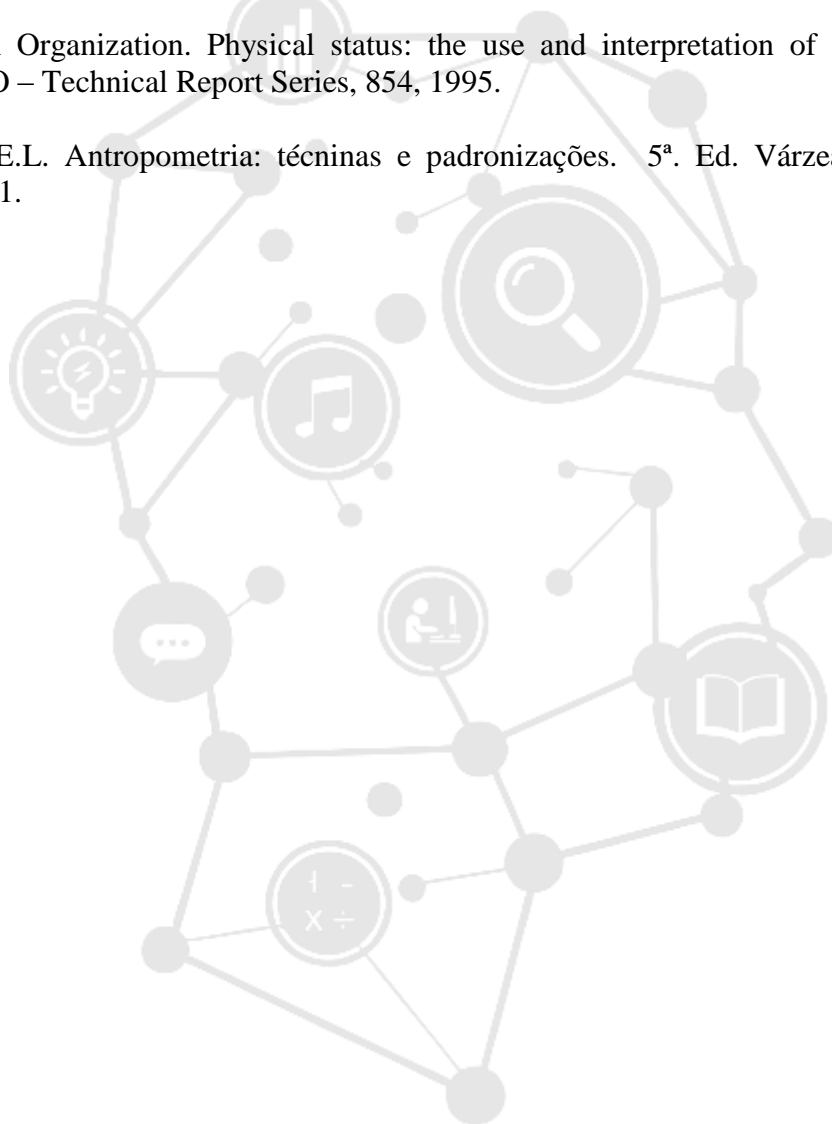 Organization. Physical status: the use and interpretation of
– Technical Report Series, 854, 1995.
E.L. Antropometria: técninas e padronizações. 5ª. Ed. Várzea
1.